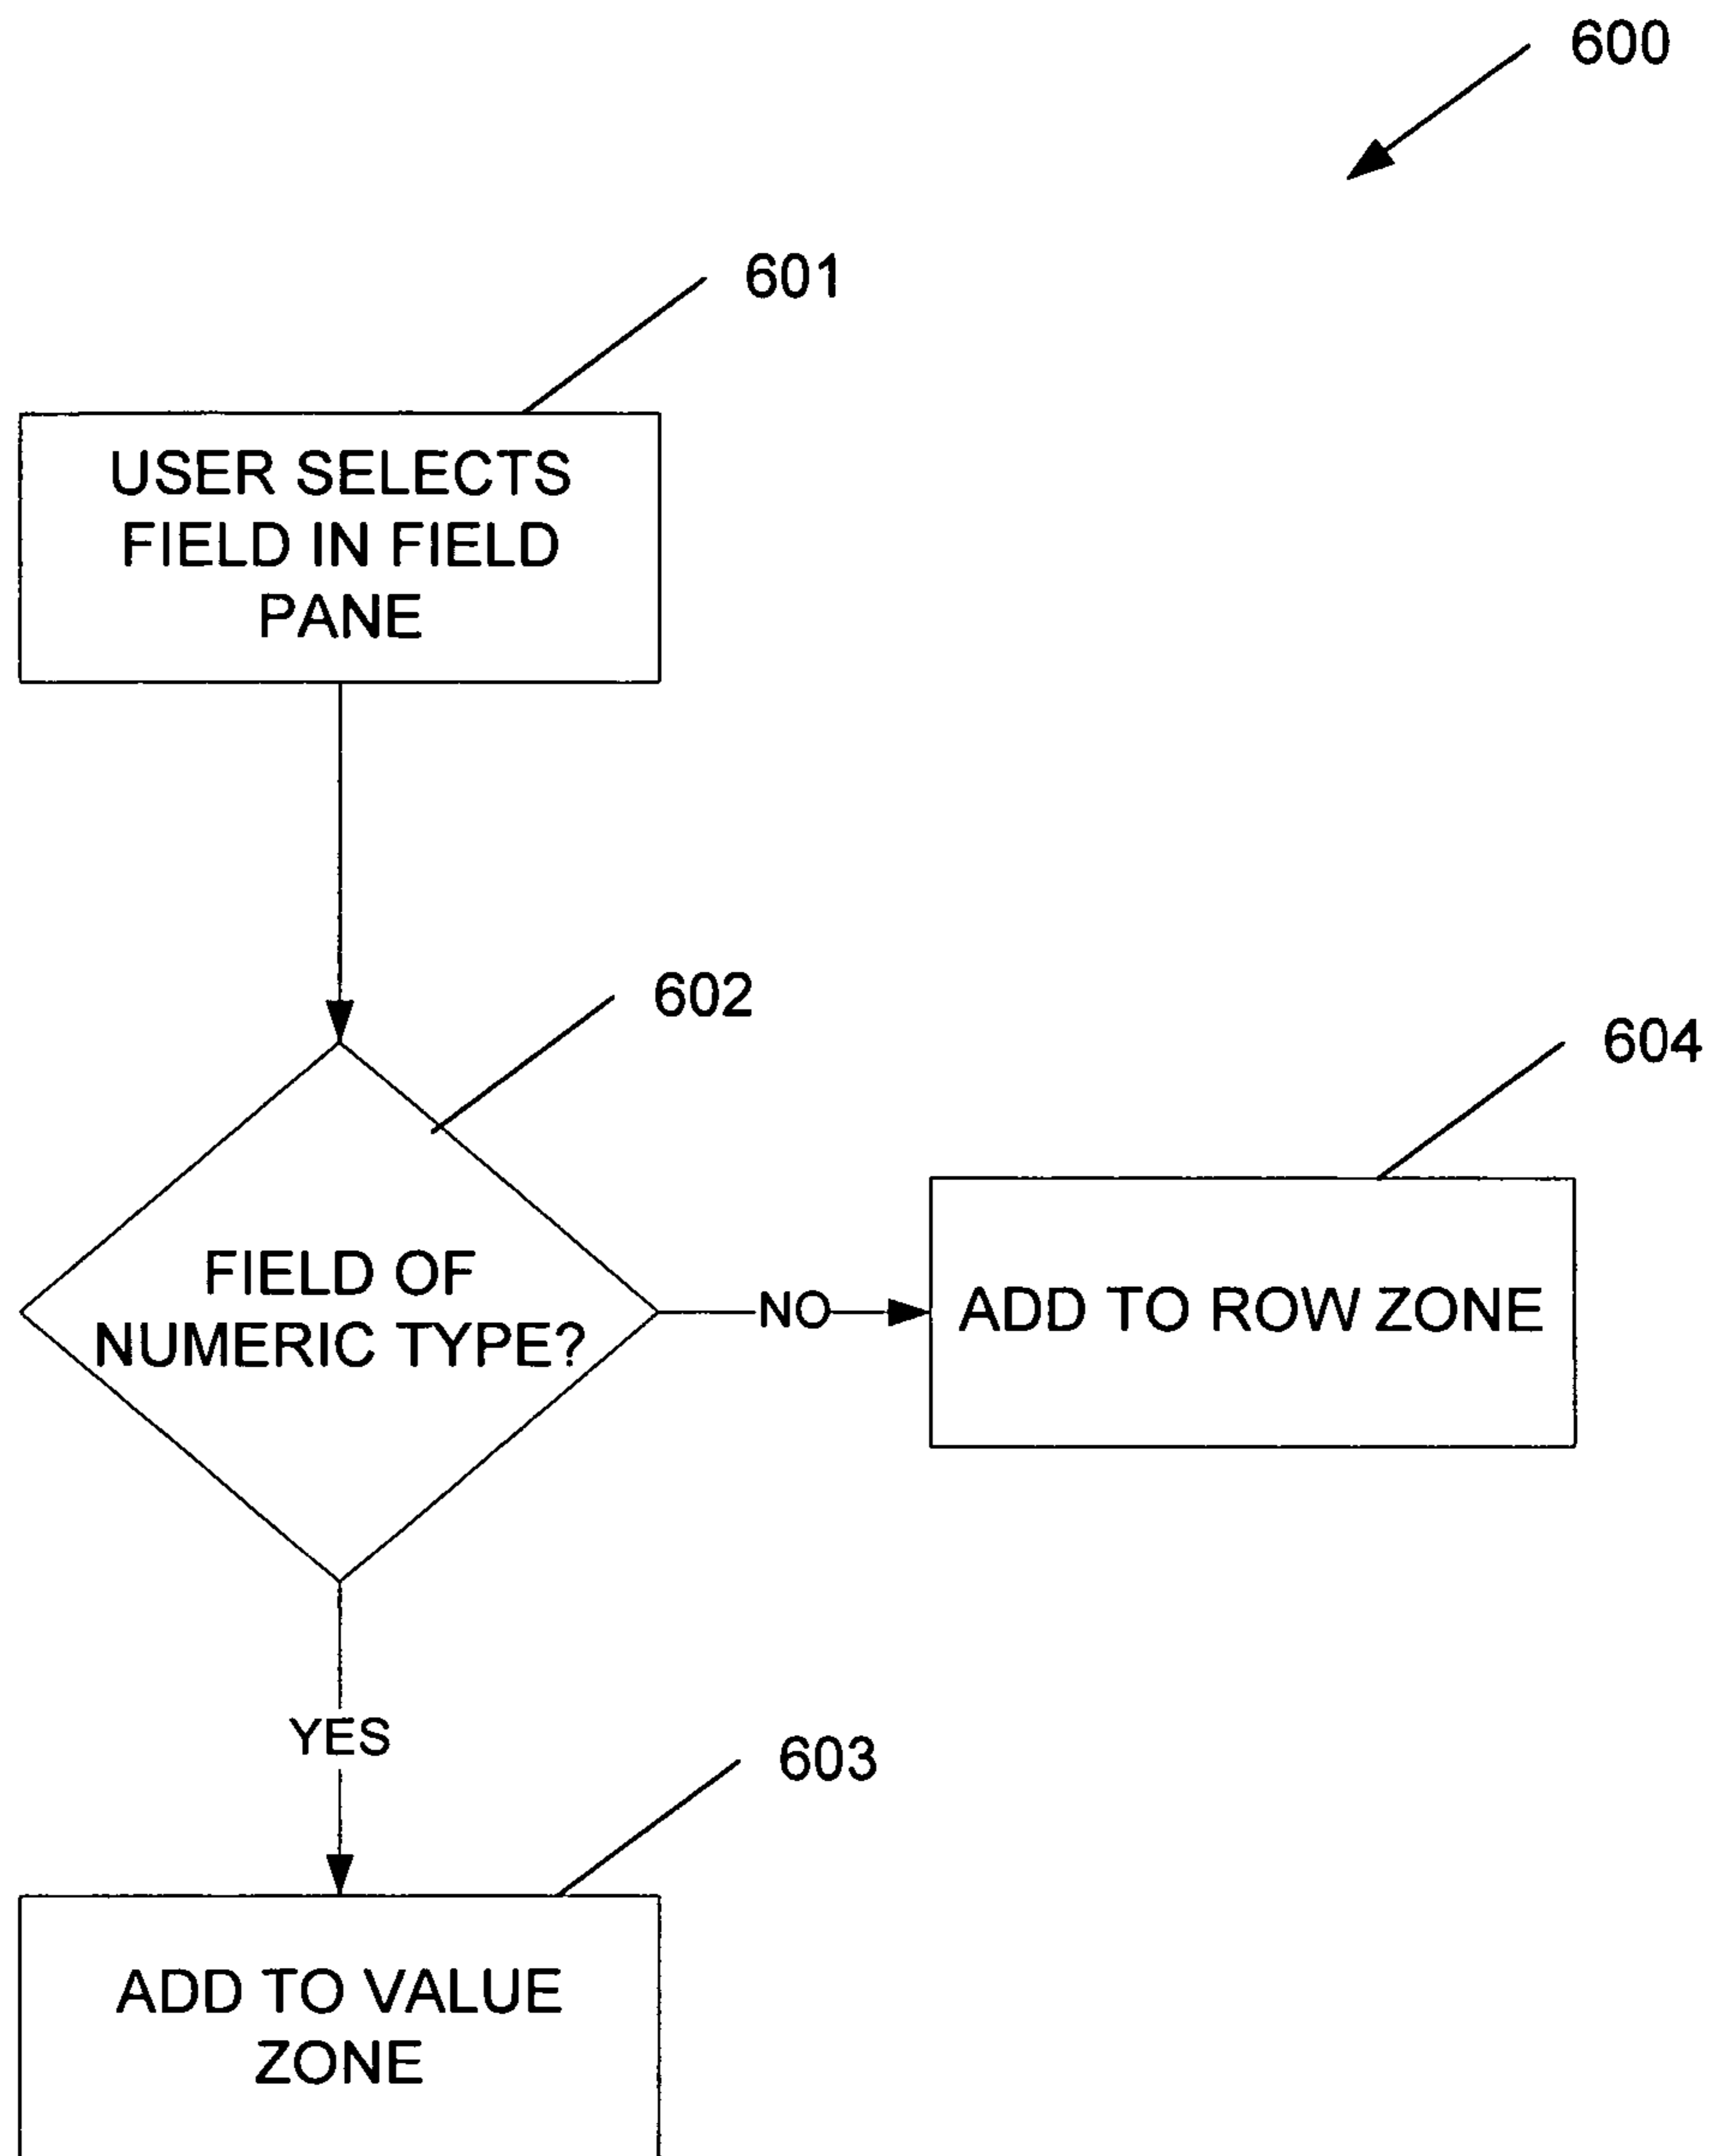 600
601
USER SELECTS
FIELD IN FIELD
PANE
602
604
FIELD OF
NUMERIC TYPE?
NO
ADD TO ROW ZONE
YES
603
ADD TO VALUE
ZONE